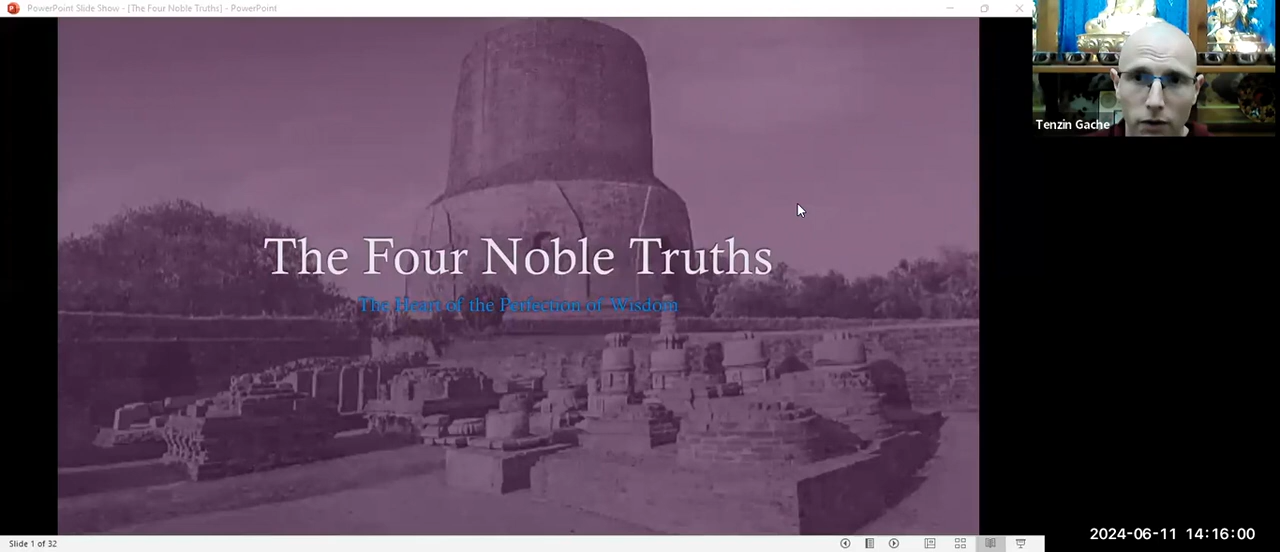 PowerPoint Slide Show - [The Four Noble Truths] - PowerPoint
Tenzin Gache
The Four Noble Truths
The Heart of the Perfection of Wisdom
Slide 1 of 32
2024-06-11 14:16:00